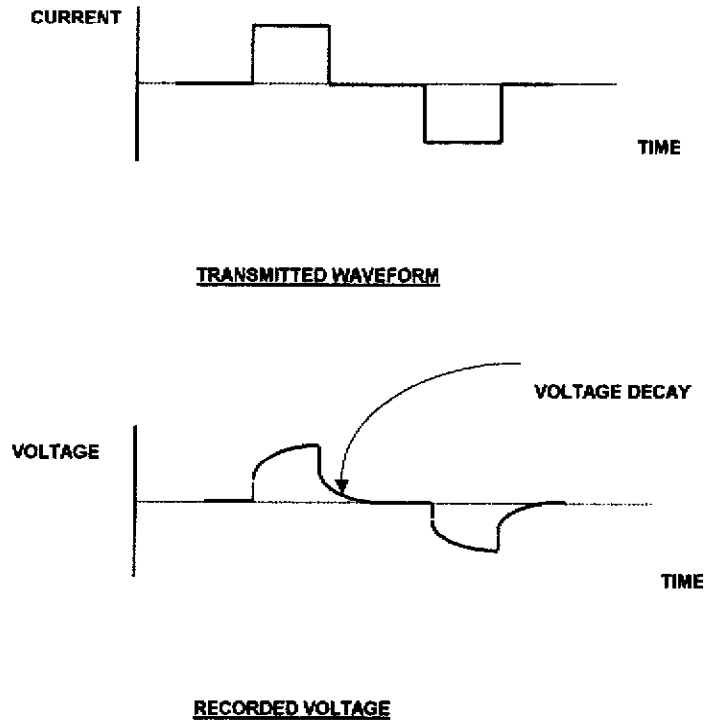 CURRENT
TIME
TRANSMITTED WAVEFORM
VOLTAGE DECAY
VOLTAGE
TIME
RECORDED VOLTAGE